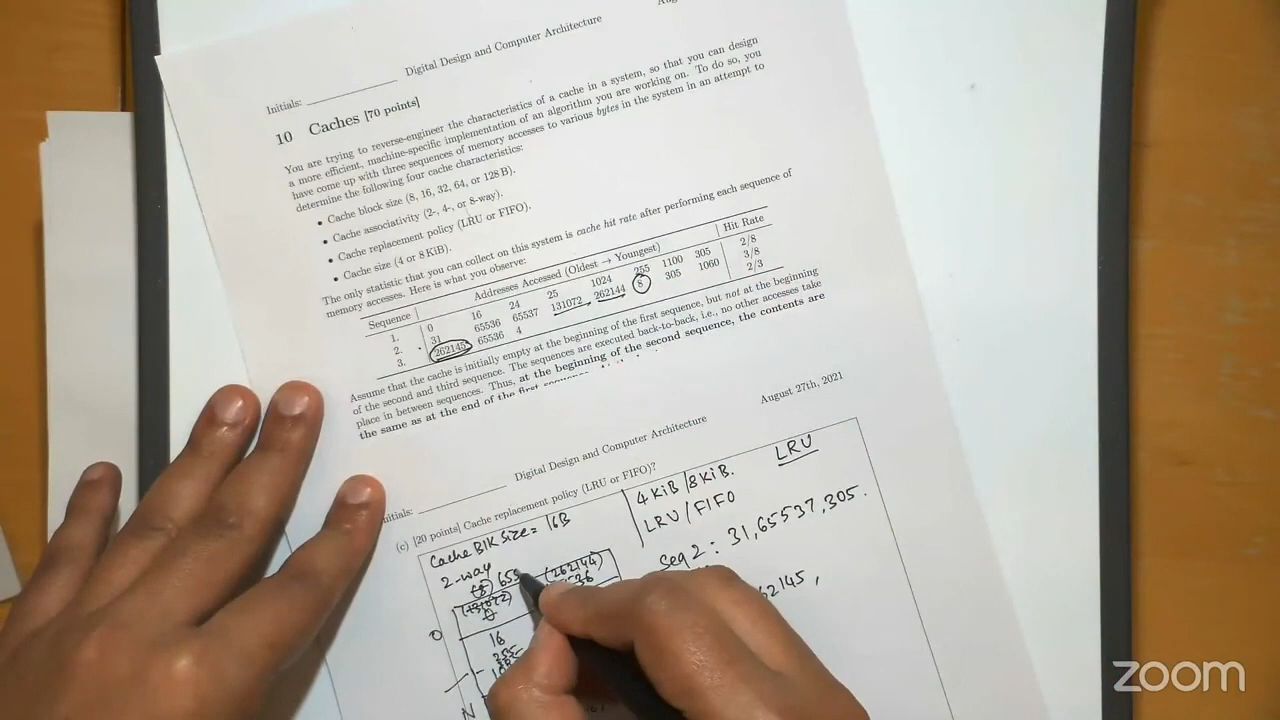 Aug
Digital Design and Computer Architecture
Initials:
10 Caches [70 points]
You are trying to reverse-engineer the characteristics of a cache in a system, so that you can design
a more efficient, machine-specific implementation of an algorithm you are working on. To do so, you
have come up with three sequences of memory accesses to various bytes in the system in an attempt to
determine the following four cache characteristics:
• Cache block size (8, 16, 32, 64, or 128 B).
• Cache associativity (2-, 4-, or 8-way).
• Cache replacement policy (LRU or FIFO).
• Cache size (4 or 8 KiB).
The only statistic that you can collect on this system is cache hit rate after performing each sequence of
memory accesses. Here is what you observe:
Sequence Addresses Accessed (Oldest → Youngest) Hit Rate
1. 0 16 24 25 1024 255 1100 305 2/8
2. 31 65536 65537 131072 262144 8 305 1060 3/8
3. 262145 65536 4 2/3
Assume that the cache is initially empty at the beginning of the first sequence, but not at the beginning
of the second and third sequence. The sequences are executed back-to-back, i.e., no other accesses take
place in between sequences. Thus, at the beginning of the second sequence, the contents are
the same as at the end of the first
August 27th, 2021
Digital Design and Computer Architecture
(c) [20 points] Cache replacement policy (LRU or FIFO)?
Cache Blk Size = 16B
4 KiB/8KiB. LRU
LRU/FIFO
2-way
Seq 2: 31,65537,305.
(8) (262144)
(131072)
62145,
0
16
255
N
zoom